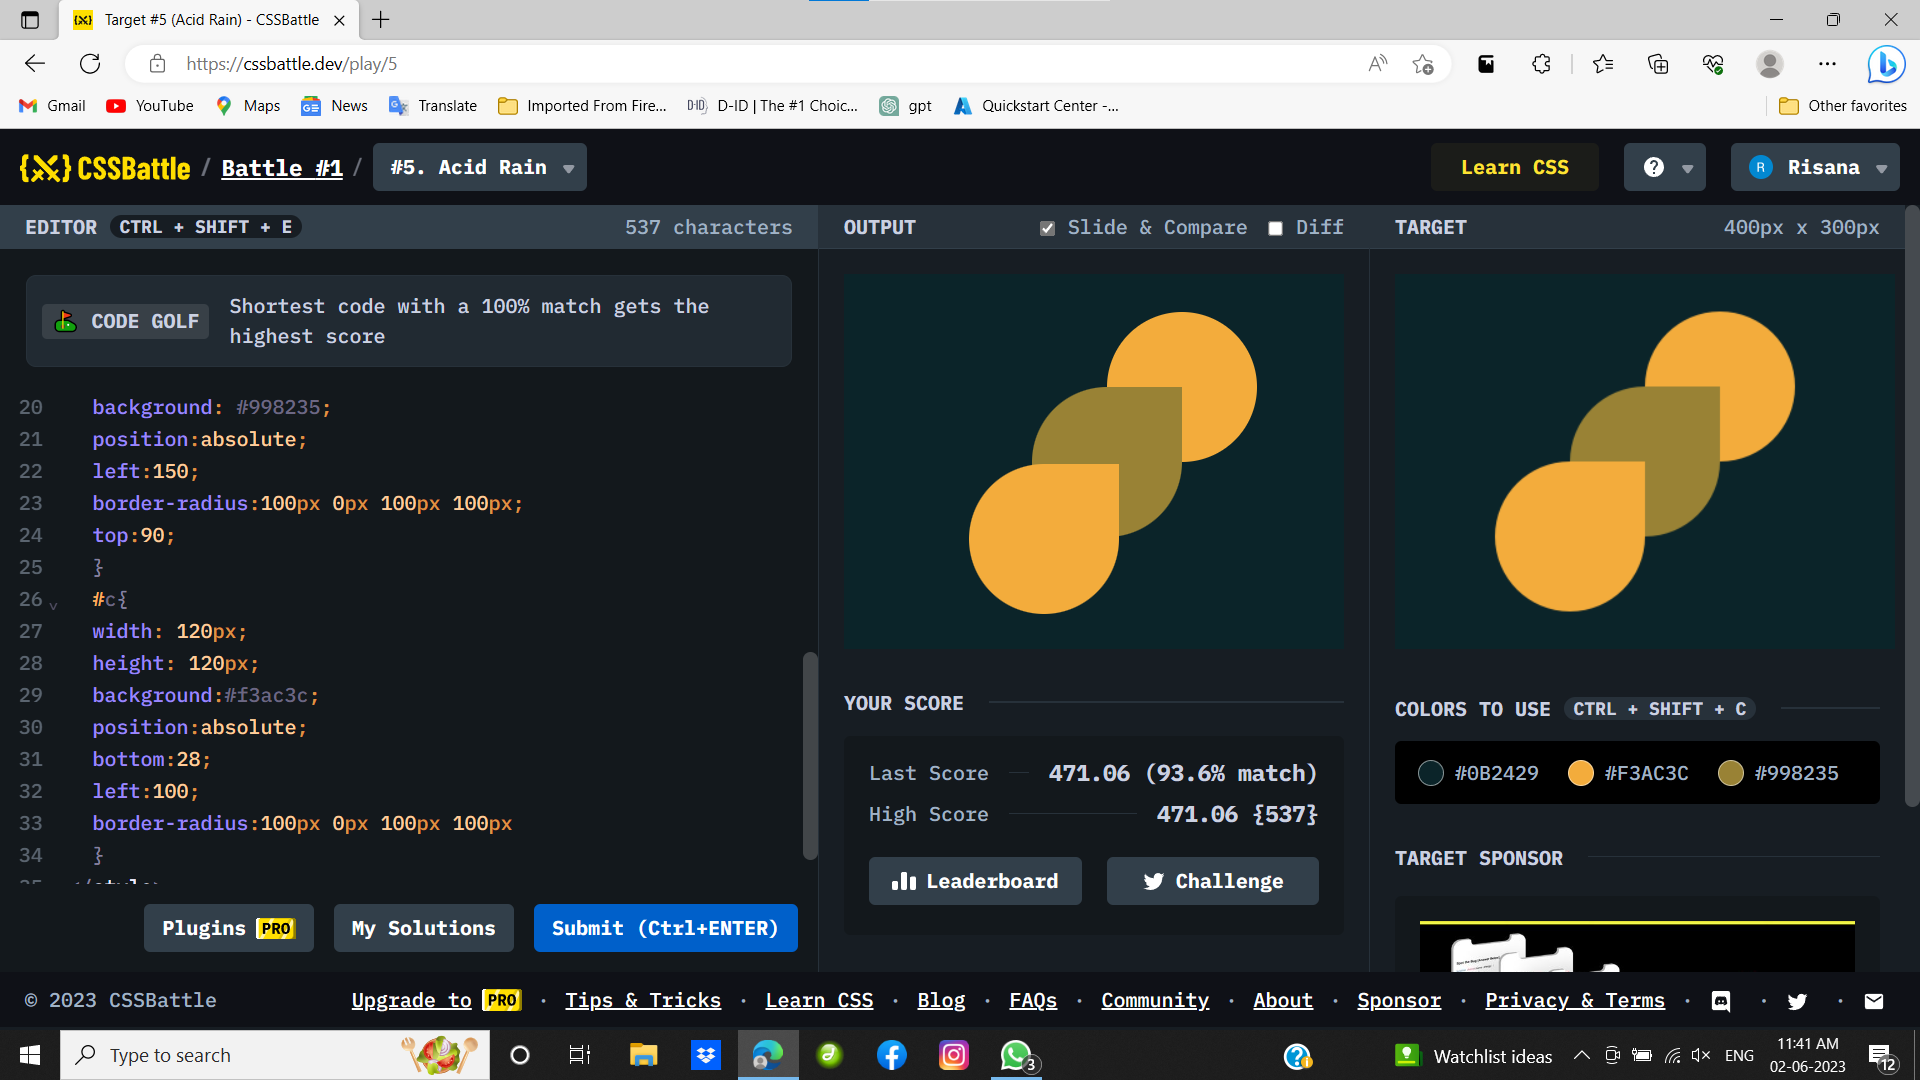 Target #5 (Acid Rain) - CSSBattle
https://cssbattle.dev/play/5
Gmail YouTube Maps News Translate Imported From Fire... D-ID | The #1 Choic... gpt Quickstart Center -... Other favorites
{X} CSSBattle / Battle #1 / #5. Acid Rain Learn CSS ? R Risana
EDITOR CTRL + SHIFT + E 537 characters OUTPUT Slide & Compare Diff TARGET 400px x 300px
CODE GOLF Shortest code with a 100% match gets the
highest score
20 background: #998235;
21 position:absolute;
22 left:150;
23 border-radius:100px 0px 100px 100px;
24 top:90;
25 }
26 #c{
27 width: 120px;
28 height: 120px;
29 background:#f3ac3c;
30 position:absolute;
31 bottom:28;
32 left:100;
33 border-radius:100px 0px 100px 100px
34 }
Plugins PRO My Solutions Submit (Ctrl+ENTER)
YOUR SCORE
Last Score 471.06 (93.6% match)
High Score 471.06 {537}
Leaderboard Challenge
COLORS TO USE CTRL + SHIFT + C
#0B2429 #F3AC3C #998235
TARGET SPONSOR
© 2023 CSSBattle Upgrade to PRO · Tips & Tricks · Learn CSS · Blog · FAQs · Community · About · Sponsor · Privacy & Terms
Type to search 3 Watchlist ideas ENG 11:41 AM
02-06-2023 12